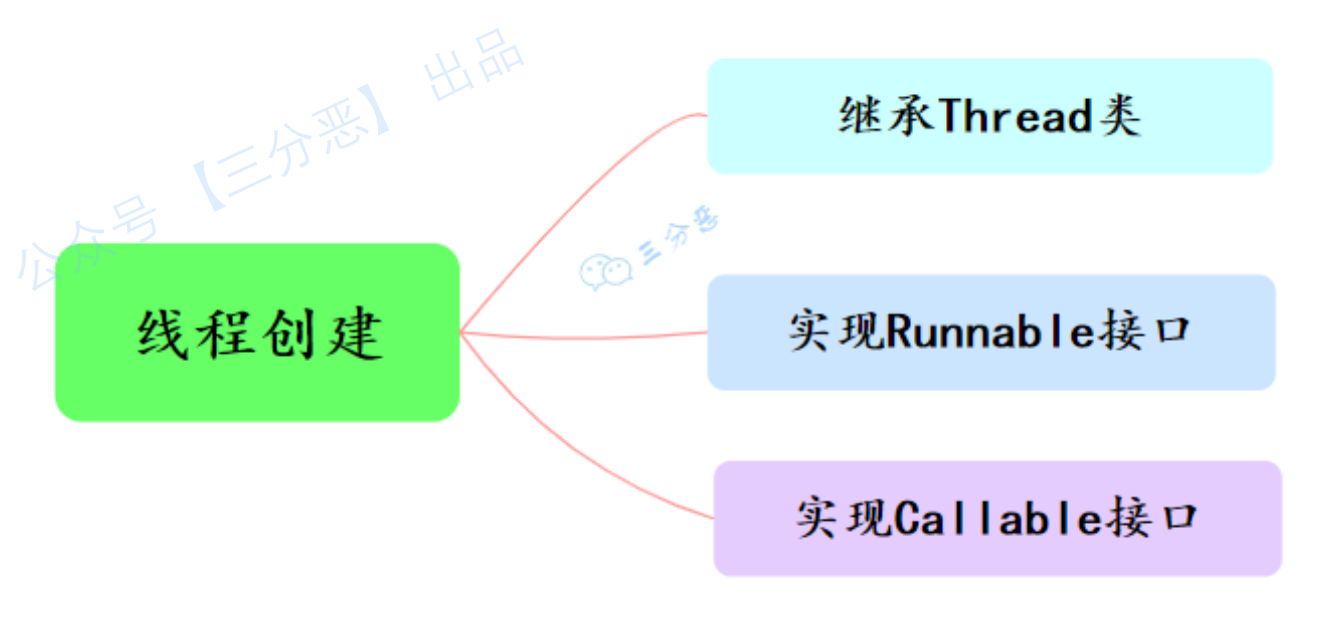 公众号【三分恶】出品
继承Thread类
三分恶
线程创建
实现Runnable接口
实现Callable接口